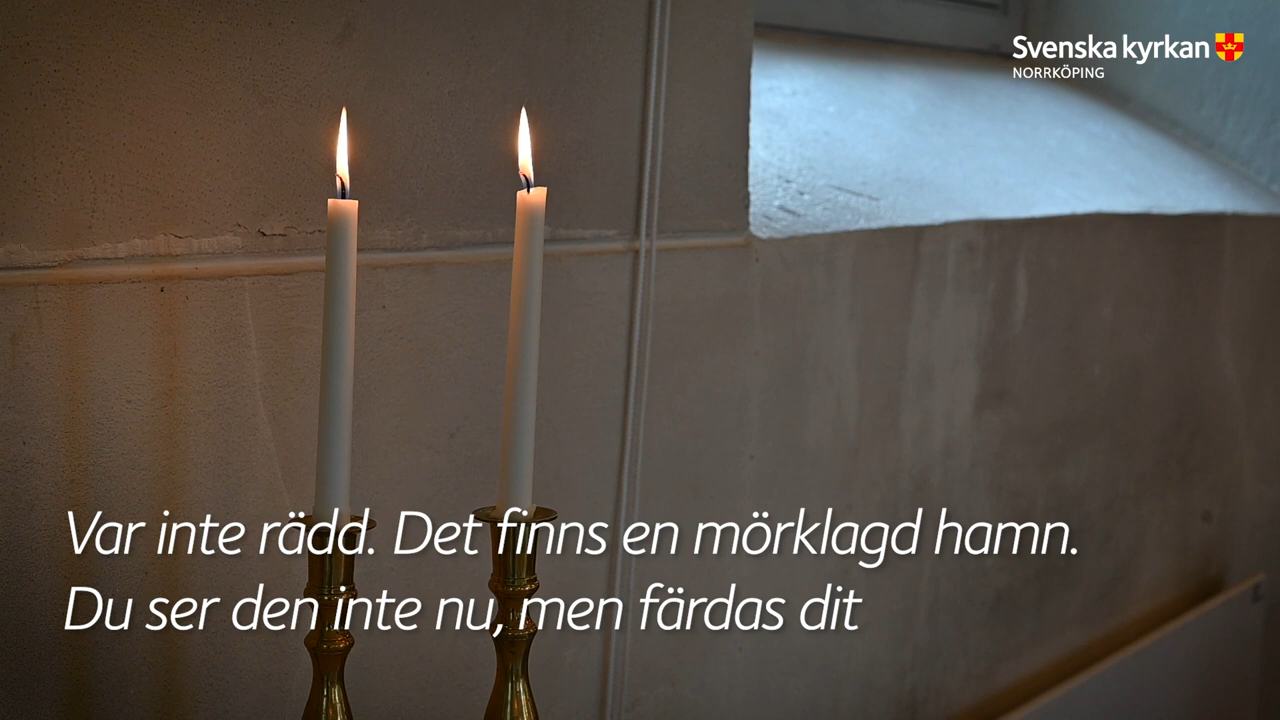 Svenska kyrkan
NORRKÖPING
Var inte rädd. Det finns en mörklagd hamn.
Du ser den inte nu, men färdas dit